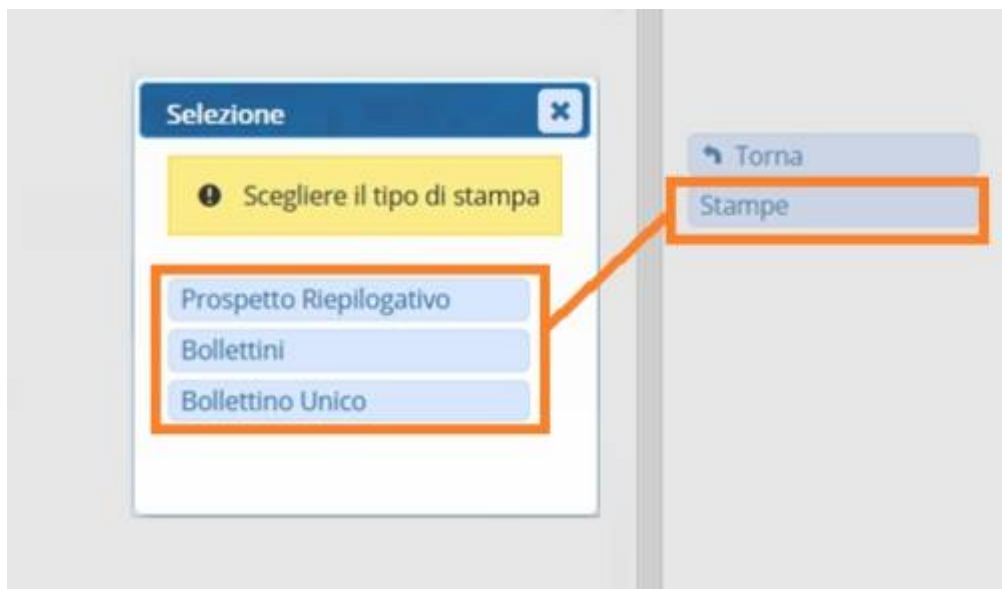 Selezione
Scegliere il tipo di stampa
Prospetto Riepilogativo
Bollettini
Bollettino Unico
Torna
Stampe